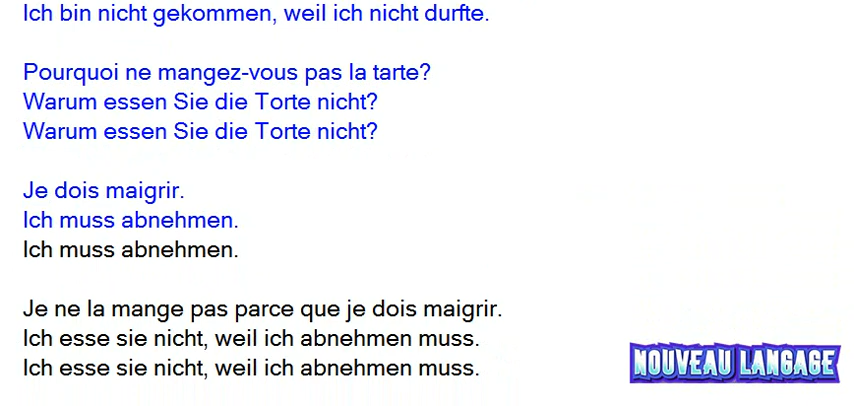 Ich bin nicht gekommen, weil ich nicht durfte.
Pourquoi ne mangez-vous pas la tarte?
Warum essen Sie die Torte nicht?
Warum essen Sie die Torte nicht?
Je dois maigrir.
Ich muss abnehmen.
Ich muss abnehmen.
Je ne la mange pas parce que je dois maigrir.
Ich esse sie nicht, weil ich abnehmen muss.
Ich esse sie nicht, weil ich abnehmen muss.
NOUVEAU LANGAGE